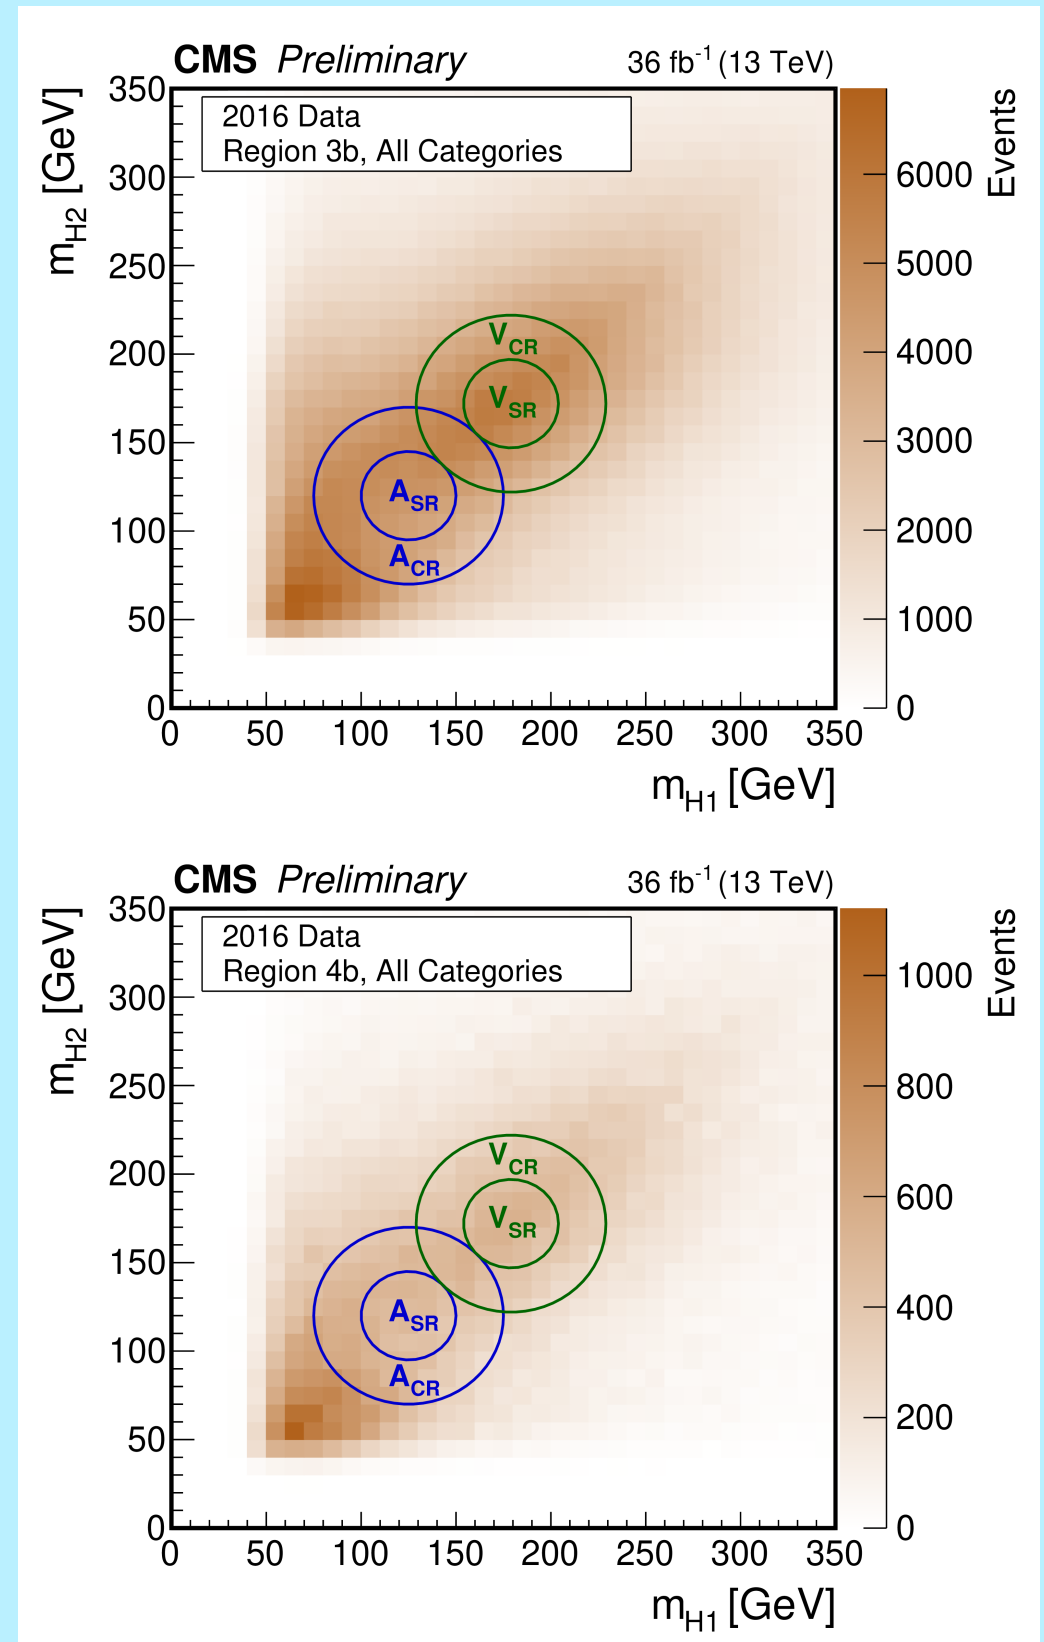 CMS Preliminary 36 fb-1 (13 TeV)
2016 Data
Region 3b, All Categories
mH2 [GeV]
350
300
250
200
150
100
50
0
VCR
VSR
ASR
ACR
0 50 100 150 200 250 300 350
mH1 [GeV]
Events
6000
5000
4000
3000
2000
1000
0
CMS Preliminary 36 fb-1 (13 TeV)
2016 Data
Region 4b, All Categories
mH2 [GeV]
350
300
250
200
150
100
50
0
VCR
VSR
ASR
ACR
0 50 100 150 200 250 300 350
mH1 [GeV]
Events
1000
800
600
400
200
0